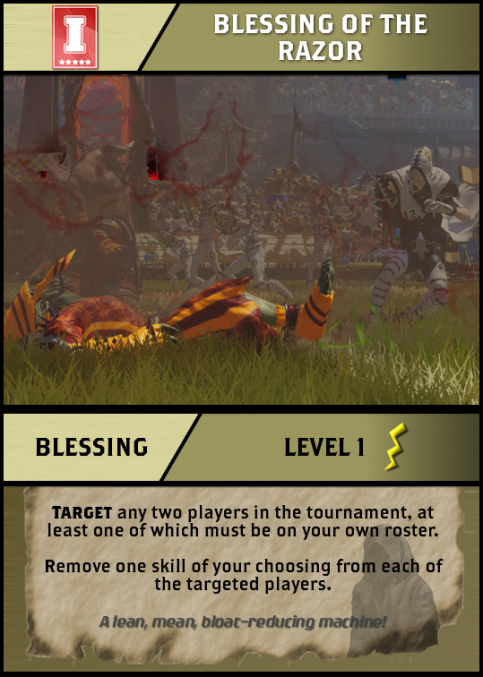 I
BLESSING OF THE
RAZOR
BLESSING
LEVEL 1
TARGET any two players in the tournament, at
least one of which must be on your own roster.
Remove one skill of your choosing from each of
the targeted players.
A lean, mean, bloat-reducing machine!